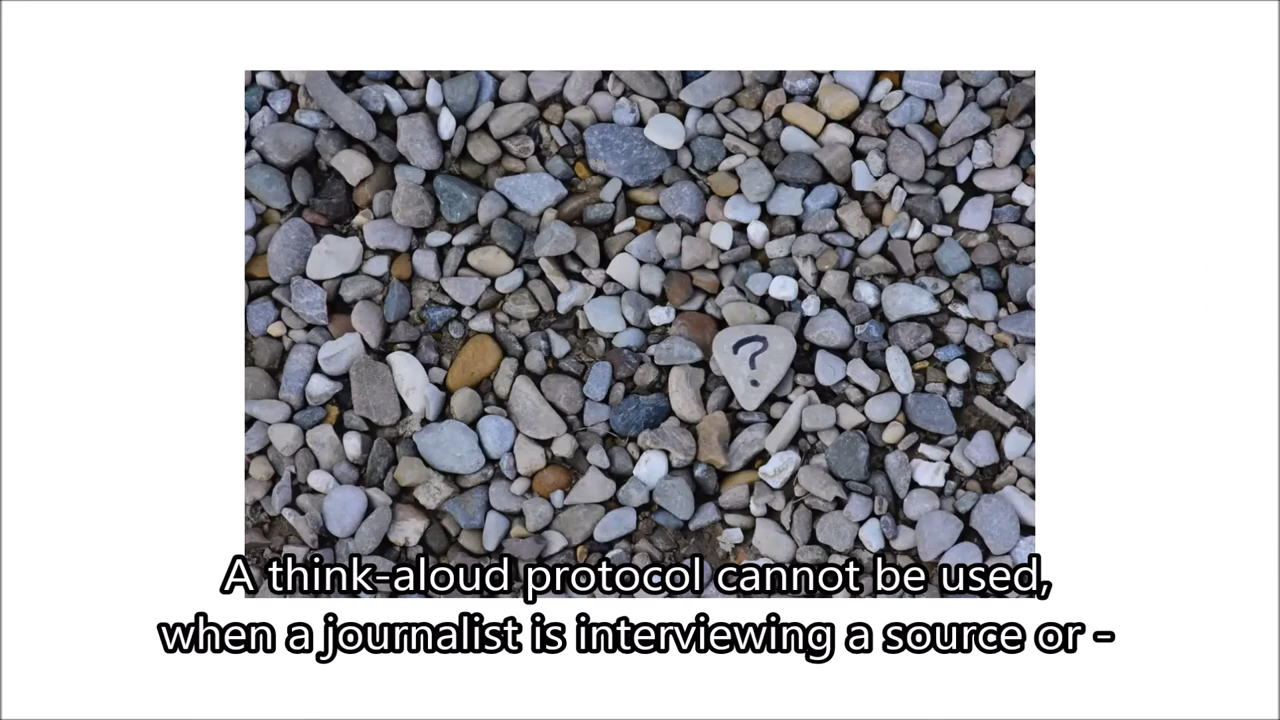 ?
A think-aloud protocol cannot be used,
when a journalist is interviewing a source or -